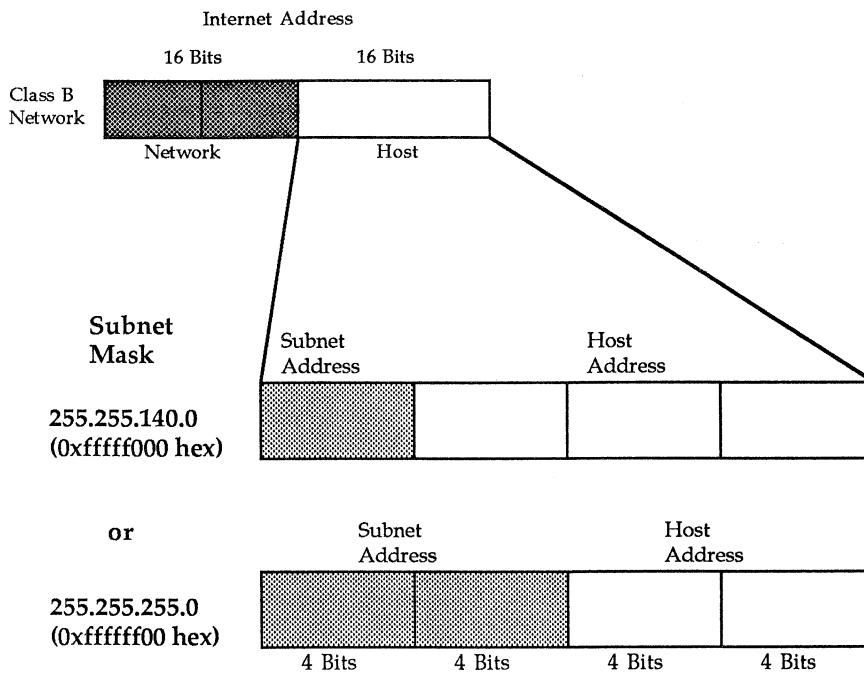 Internet Address
16 Bits
16 Bits
Class B
Network
Network
Host
Subnet
Mask
Subnet
Address
Host
Address
255.255.140.0
(0xfffff000 hex)
or
Subnet
Address
Host
Address
255.255.255.0
(0xffffff00 hex)
4 Bits
4 Bits
4 Bits
4 Bits